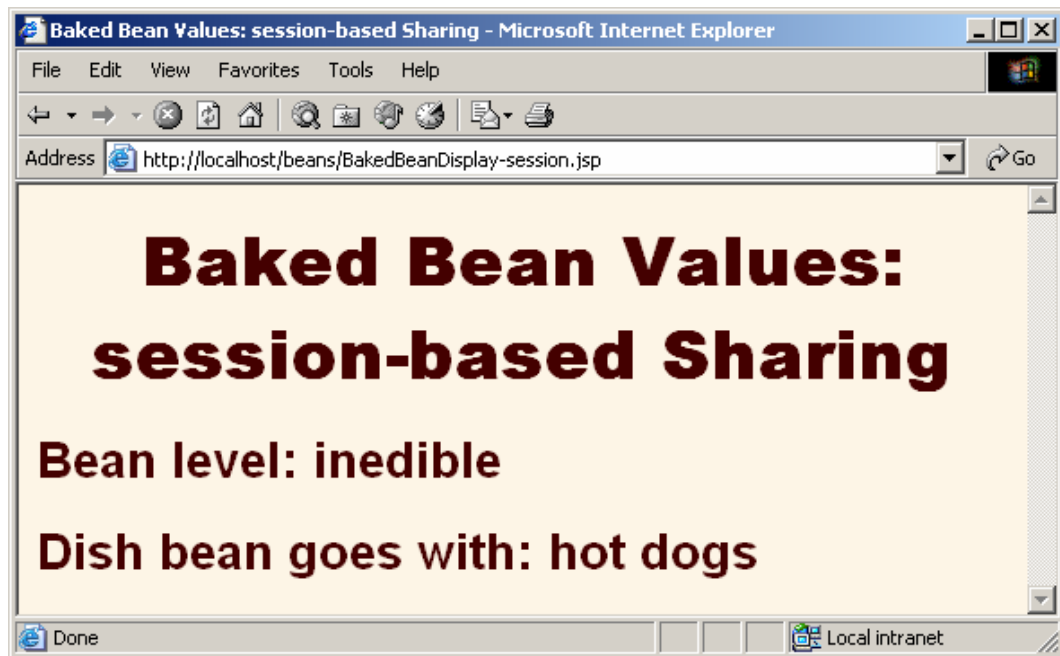 Baked Bean Values: session-based Sharing - Microsoft Internet Explorer
File Edit View Favorites Tools Help
Address http://localhost/beans/BakedBeanDisplay-session.jsp Go
Baked Bean Values:
session-based Sharing
Bean level: inedible
Dish bean goes with: hot dogs
Done Local intranet